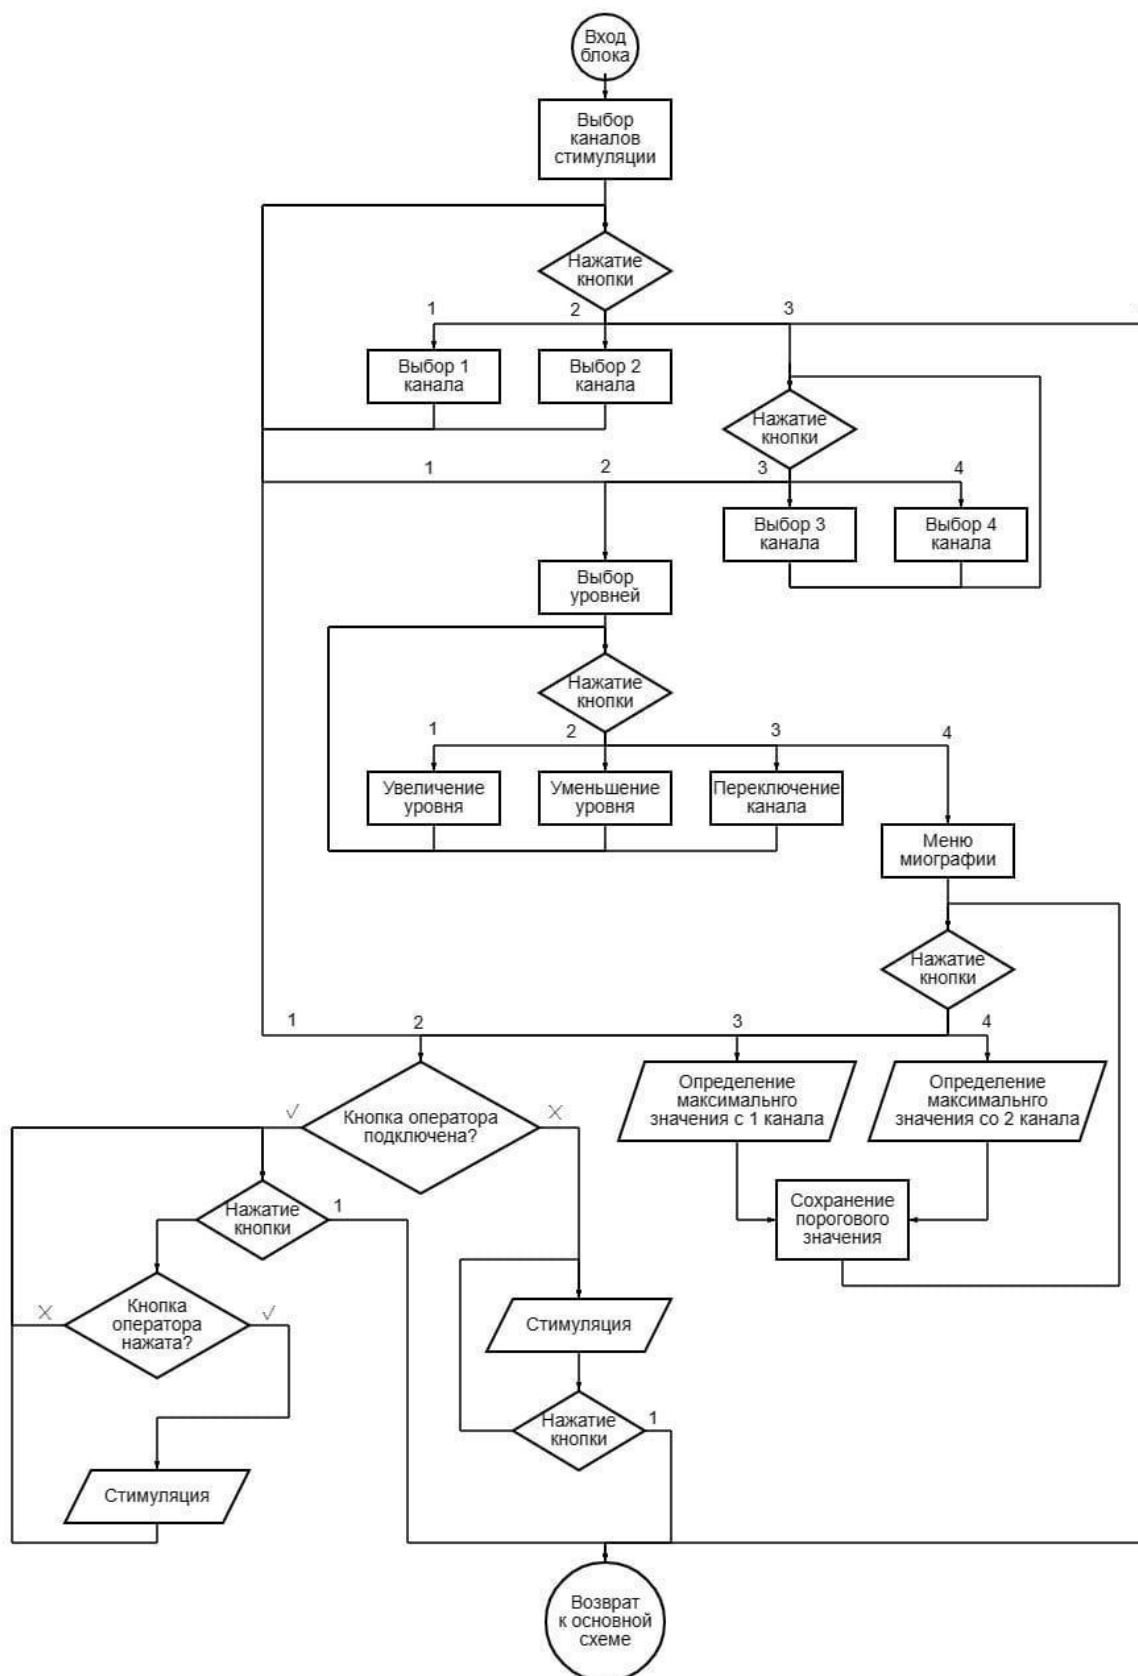 Вход
блока
Выбор
каналов
стимуляции
Нажатие
кнопки
1
2
3
Выбор 1
канала
Выбор 2
канала
Нажатие
кнопки
1
2
3
4
Выбор 3
канала
Выбор 4
канала
Выбор
уровней
Нажатие
кнопки
1
2
3
4
Увеличение
уровня
Уменьшение
уровня
Переключение
канала
Меню
миографии
Нажатие
кнопки
1
2
3
4
Кнопка оператора
подключена?
Определение
максимальнго
значения с 1 канала
Определение
максимальнго
значения со 2 канала
Нажатие
кнопки
1
Сохранение
порогового
значения
Кнопка
оператора
нажата?
Стимуляция
Нажатие
кнопки
1
Стимуляция
Возврат
к основной
схеме